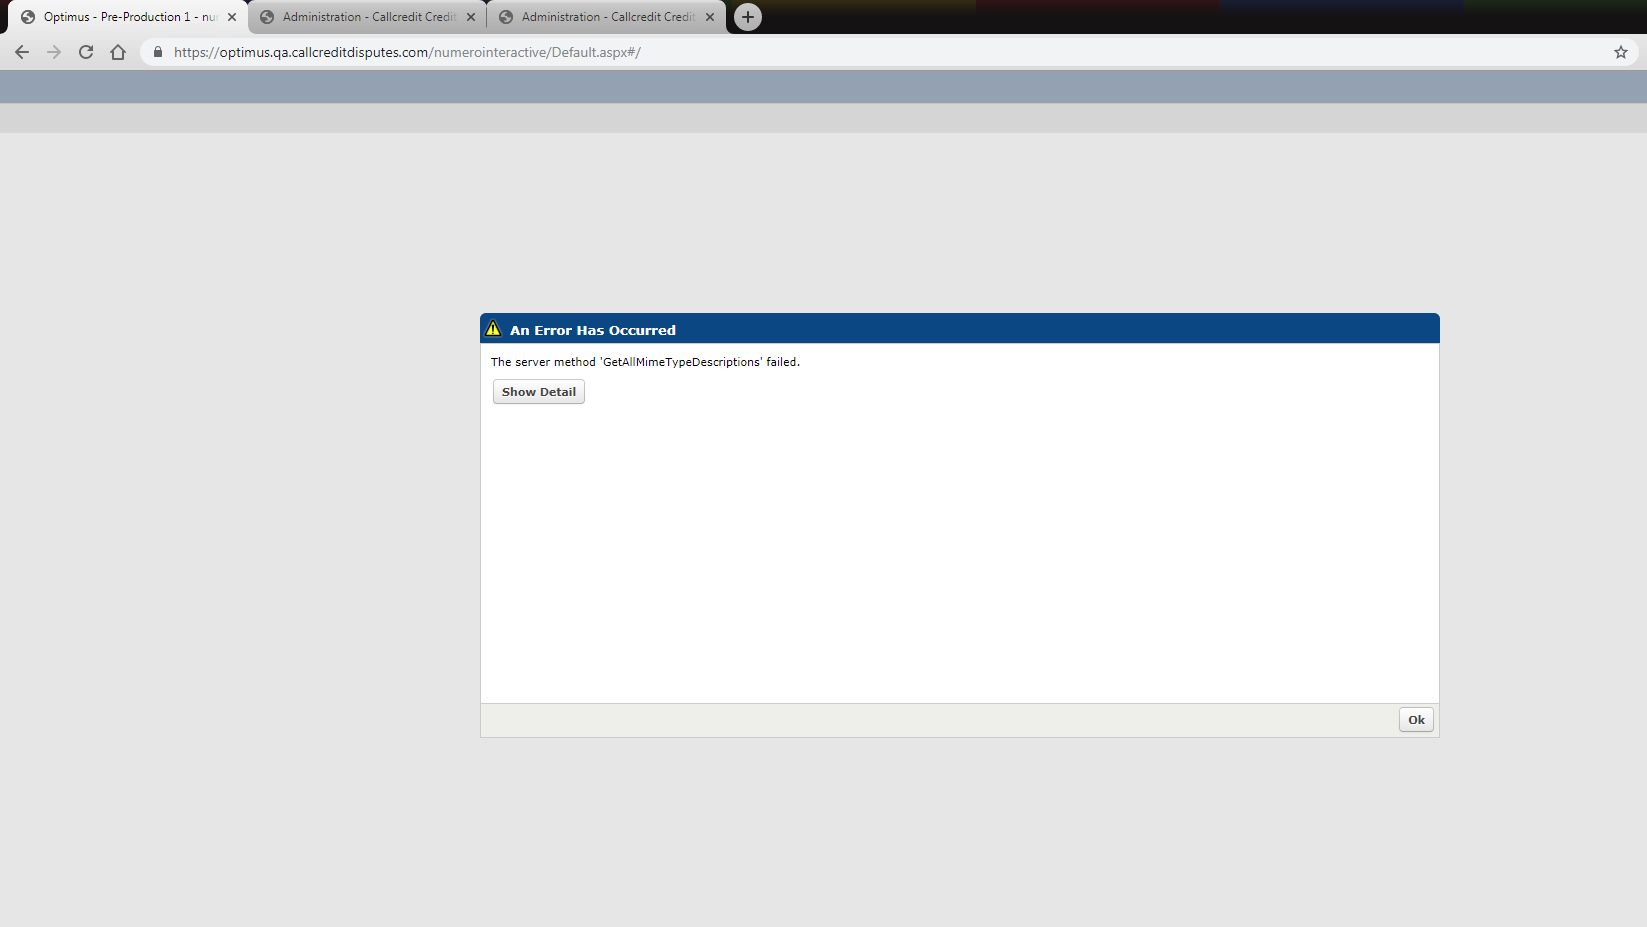 Optimus - Pre-Production 1 - nu
Administration - Callcredit Credit
Administration - Callcredit Credit
https://optimus.qa.callcreditdisputes.com/numerointeractive/Default.aspx#/
An Error Has Occurred
The server method 'GetAllMimeTypeDescriptions' failed.
Show Detail
Ok